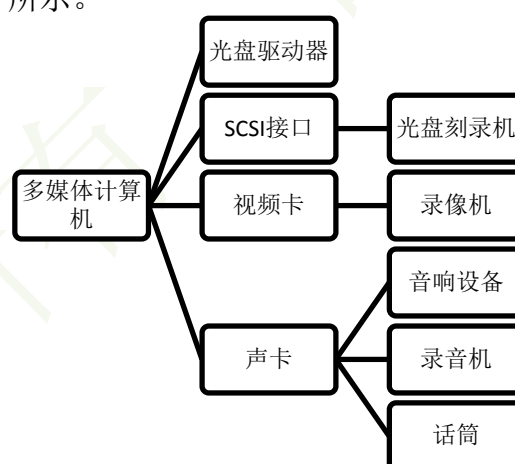 所示。
光盘驱动器
SCSI接口
光盘刻录机
多媒体计算
机
视频卡
录像机
音响设备
声卡
录音机
话筒